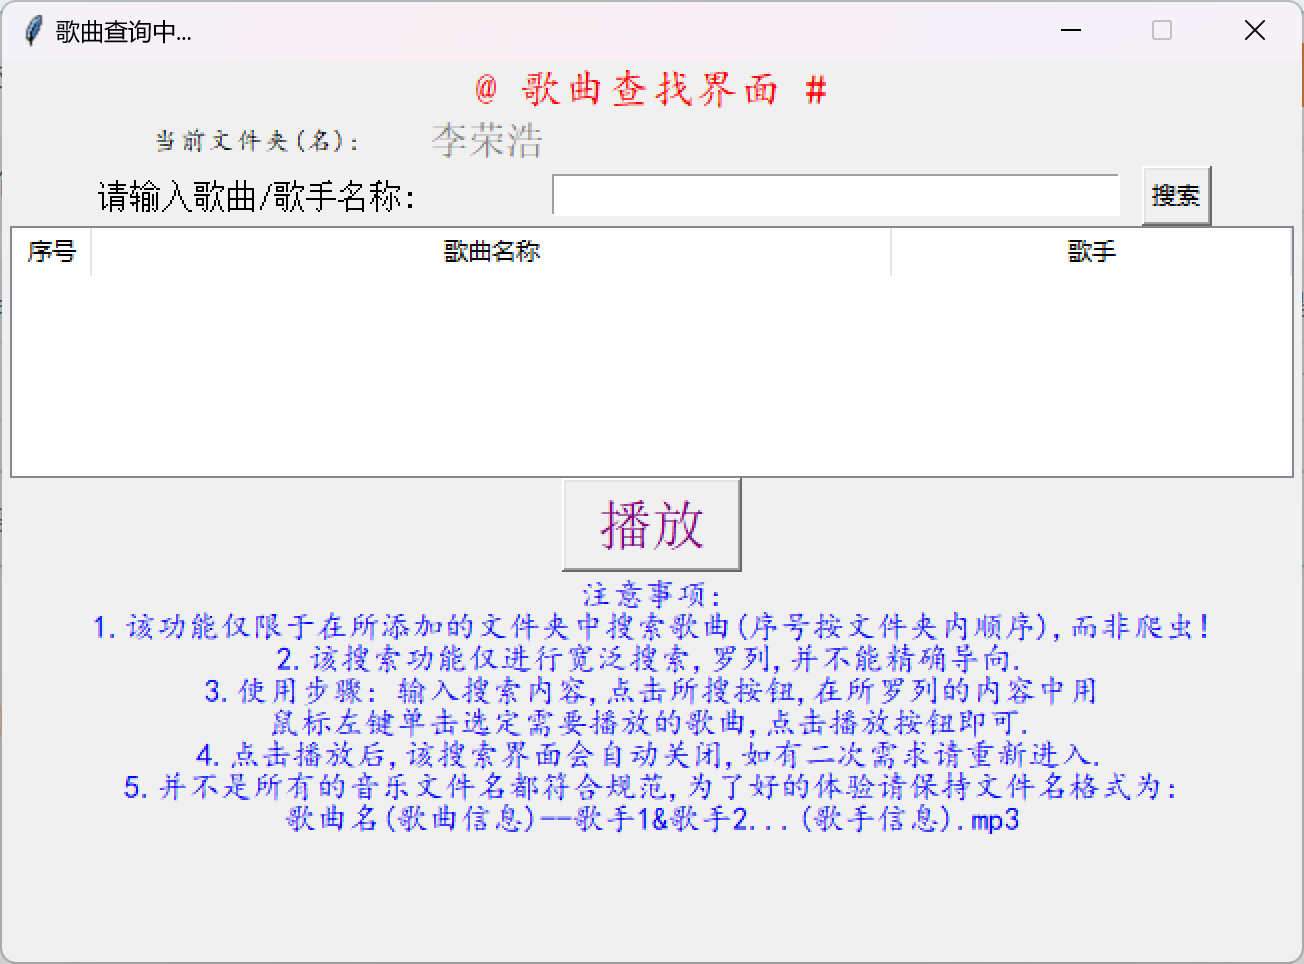 歌曲查询中...
@ 歌曲查找界面 #
当前文件夹(名): 李荣浩
请输入歌曲/歌手名称: 搜索
序号 歌曲名称 歌手
播放
注意事项:
1.该功能仅限于在所添加的文件夹中搜索歌曲(序号按文件夹内顺序),而非爬虫!
2.该搜索功能仅进行宽泛搜索,罗列,并不能精确导向.
3.使用步骤: 输入搜索内容,点击所搜按钮,在所罗列的内容中用
鼠标左键单击选定需要播放的歌曲,点击播放按钮即可.
4.点击播放后,该搜索界面会自动关闭,如有二次需求请重新进入.
5.并不是所有的音乐文件名都符合规范,为了好的体验请保持文件名格式为:
歌曲名(歌曲信息)--歌手1&歌手2...(歌手信息).mp3